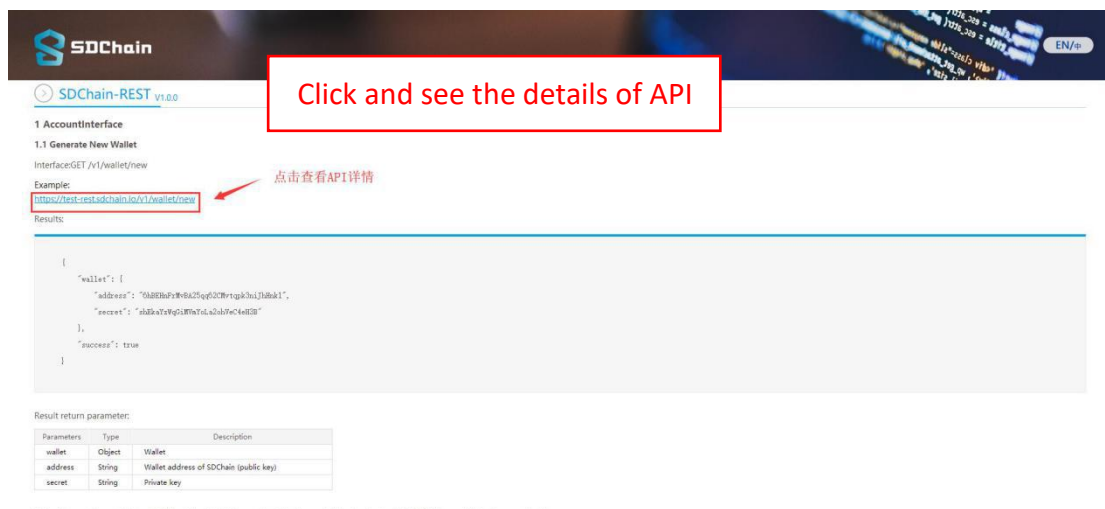 SDChain
EN/中
Click and see the details of API
SDChain-REST V1.0.0
1 AccountInterface
1.1 Generate New Wallet
Interface:GET /v1/wallet/new
Example:
点击查看API详情
https://test-rest.sdchain.io/v1/wallet/new
Results:
{
"wallet": {
"address":
"secret":
},
"success": true
}
Result return parameter:
Parameters Type Description
wallet Object Wallet
address String Wallet address of SDChain (public key)
secret String Private key